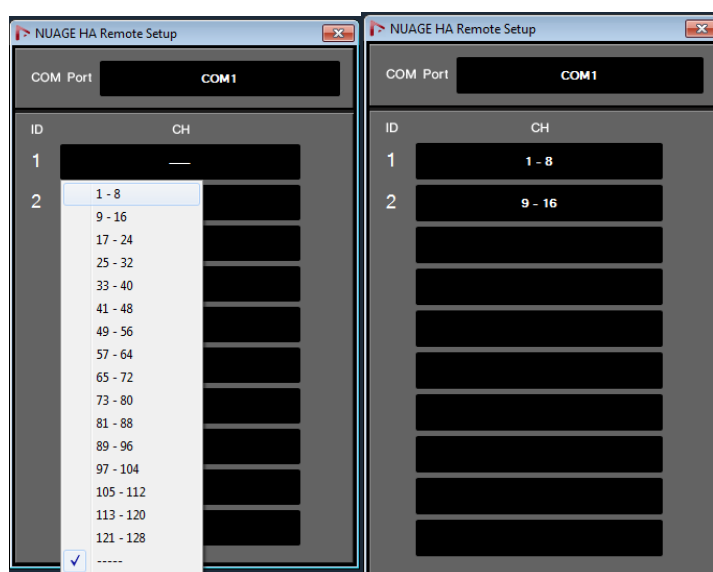 NUAGE HA Remote Setup
COM Port COM1
ID CH
1 -----
2
1 - 8
9 - 16
17 - 24
25 - 32
33 - 40
41 - 48
49 - 56
57 - 64
65 - 72
73 - 80
81 - 88
89 - 96
97 - 104
105 - 112
113 - 120
121 - 128
-----
NUAGE HA Remote Setup
COM Port COM1
ID CH
1 1 - 8
2 9 - 16